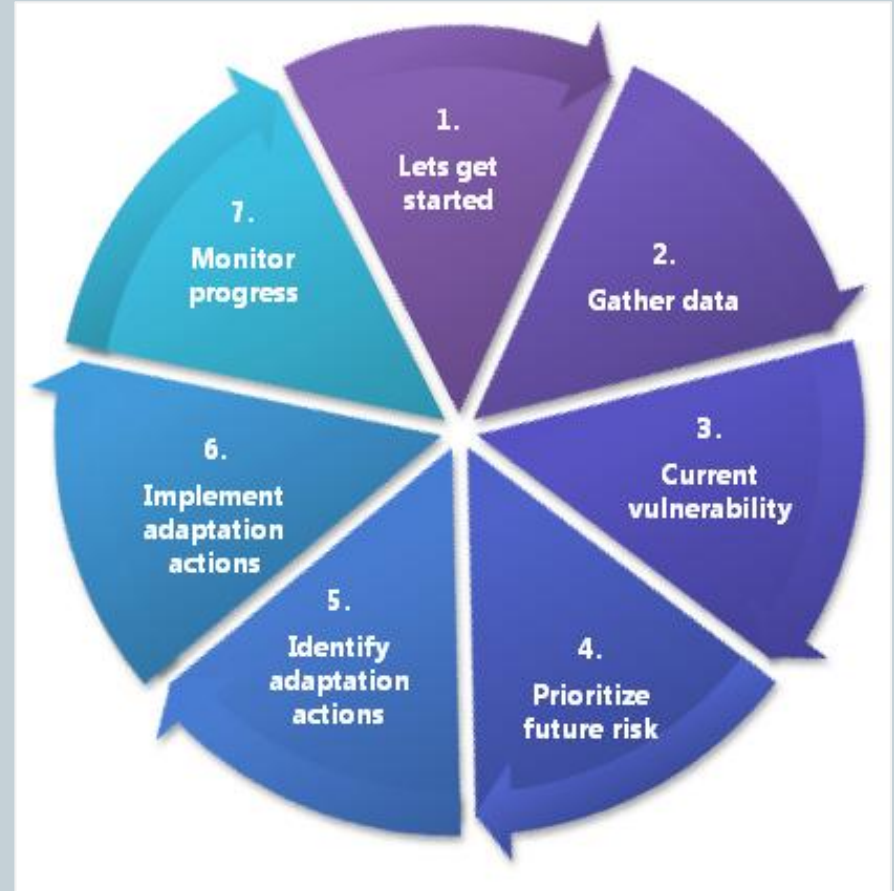 1.
Lets get
started
2.
Gather data
3.
Current
vulnerability
4.
Prioritize
future risk
5.
Identify
adaptation
actions
6.
Implement
adaptation
actions
7.
Monitor
progress